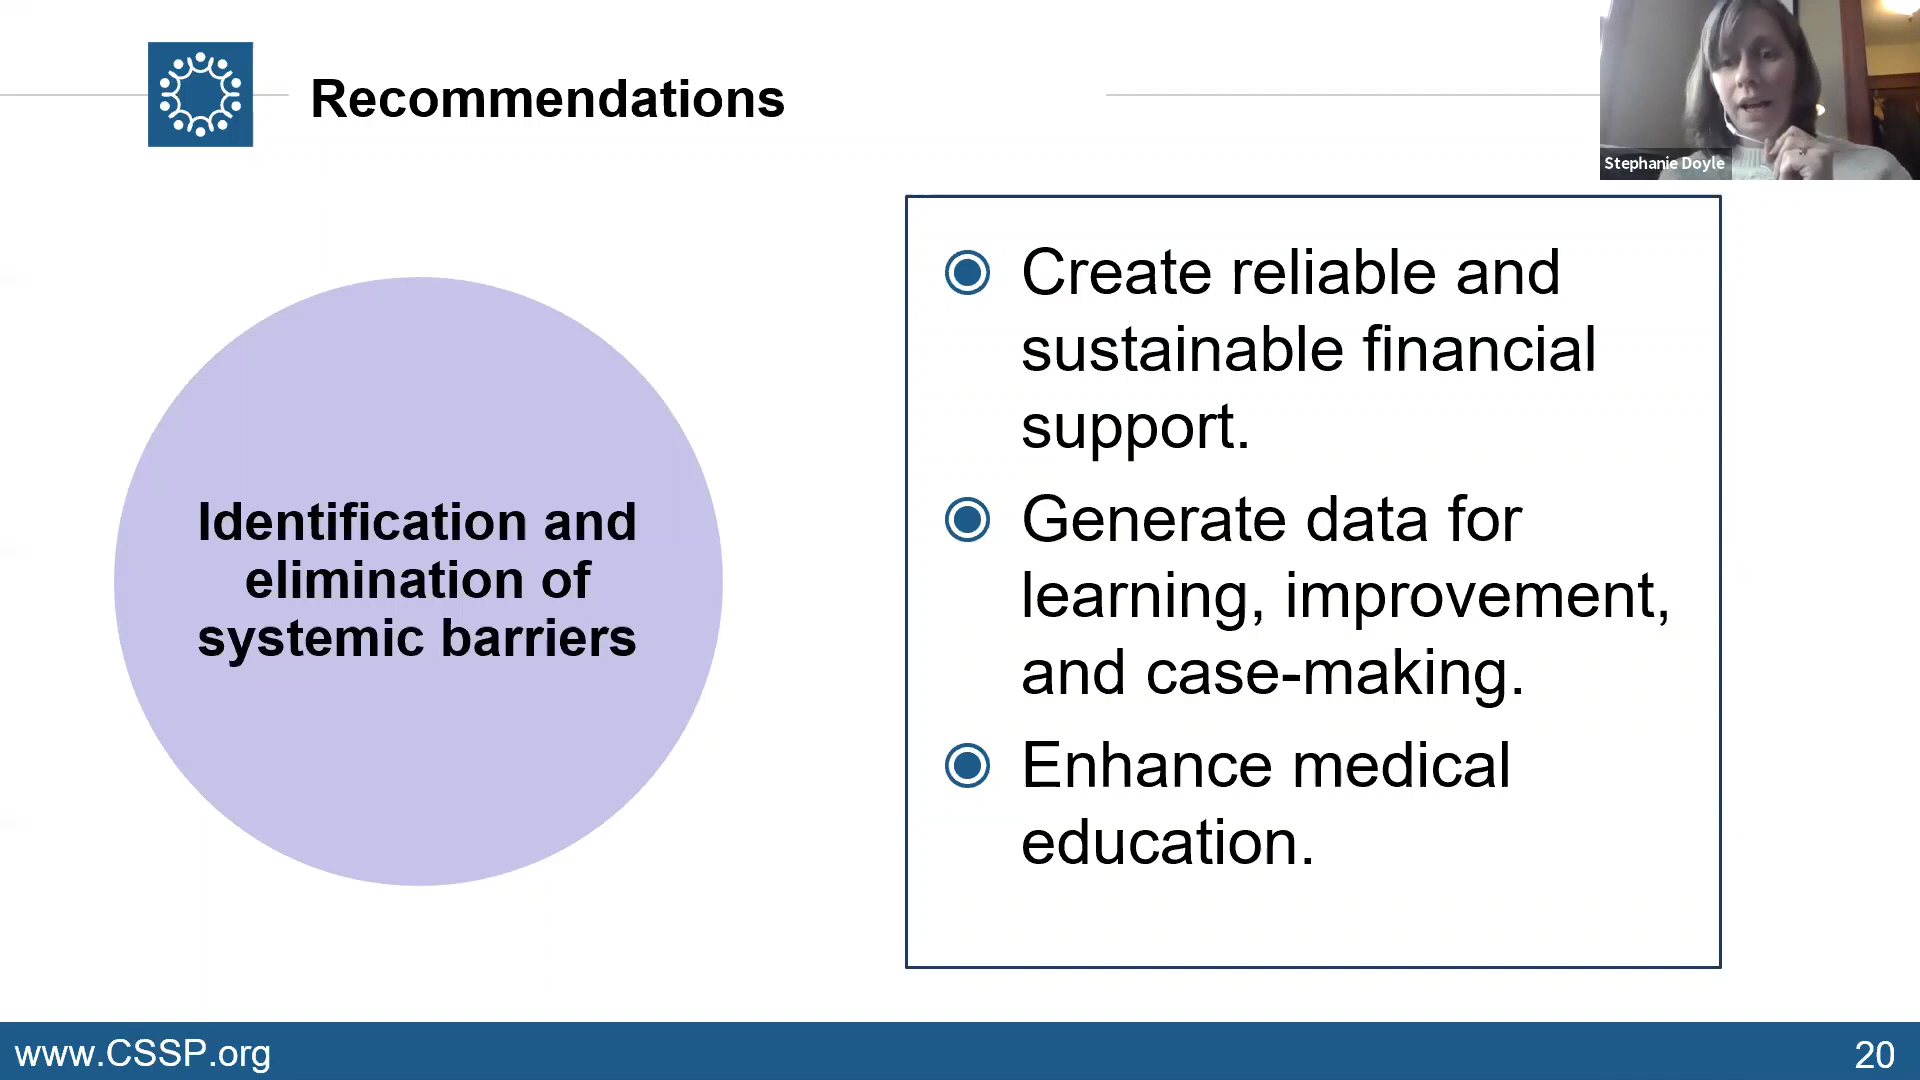 Recommendations
Stephanie Doyle
Identification and
elimination of
systemic barriers
Create reliable and
sustainable financial
support.
Generate data for
learning, improvement,
and case-making.
Enhance medical
education.
www.CSSP.org
20